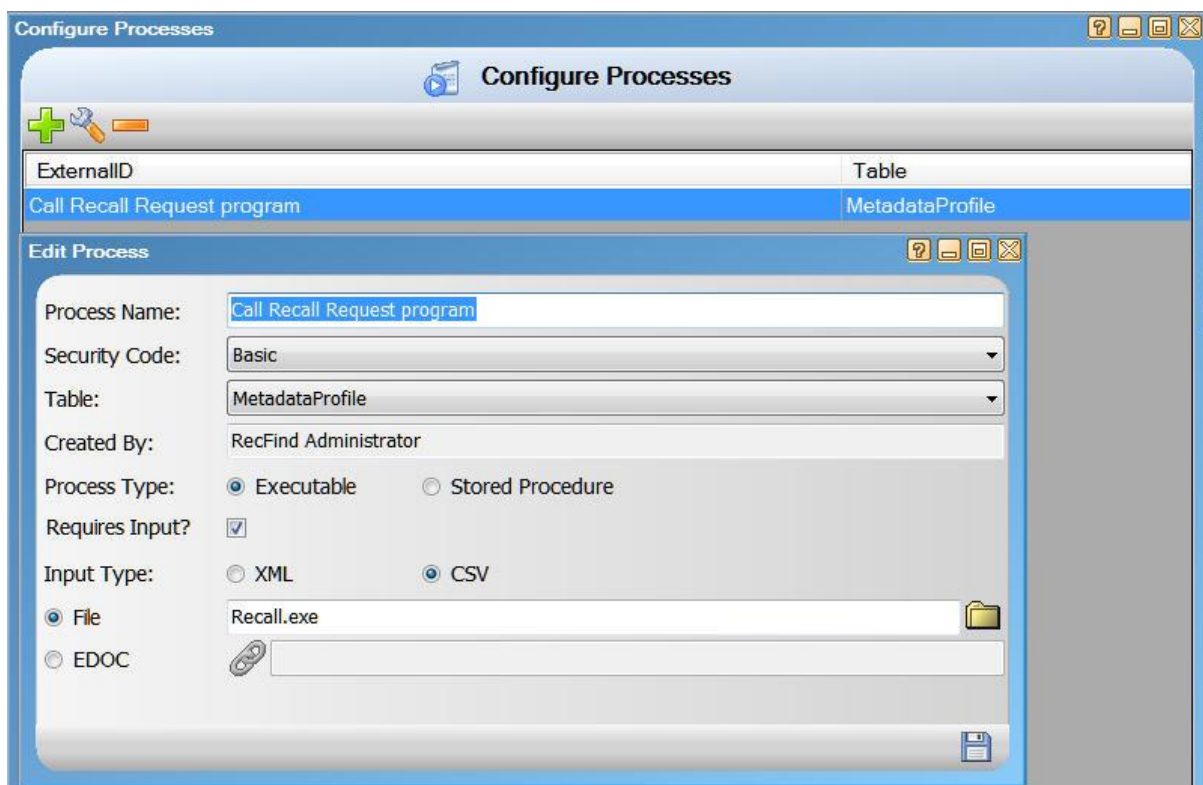 Configure Processes
Configure Processes
ExternalID Table
Call Recall Request program MetadataProfile
Edit Process
Process Name: Call Recall Request program
Security Code: Basic
Table: MetadataProfile
Created By: RecFind Administrator
Process Type: Executable Stored Procedure
Requires Input?
Input Type: XML CSV
File Recall.exe
EDOC